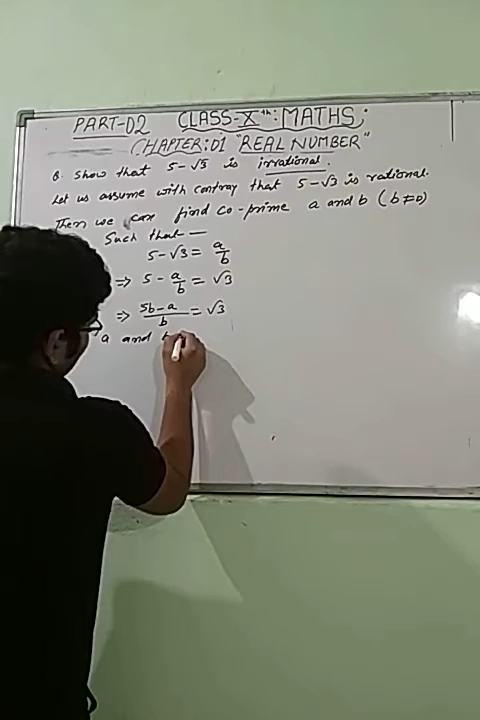 PART-02 CLASS-Xth: MATHS;
CHAPTER:01 "REAL NUMBER"
Q. Show that 5-√3 is irrational.
Let us assume with contray that 5-√3 is rational.
Then we can find co-prime a and b (b≠0)
Such that —
5-√3 = a/b
⇒ 5 - a/b = √3
⇒ 5b-a/b = √3
a and b